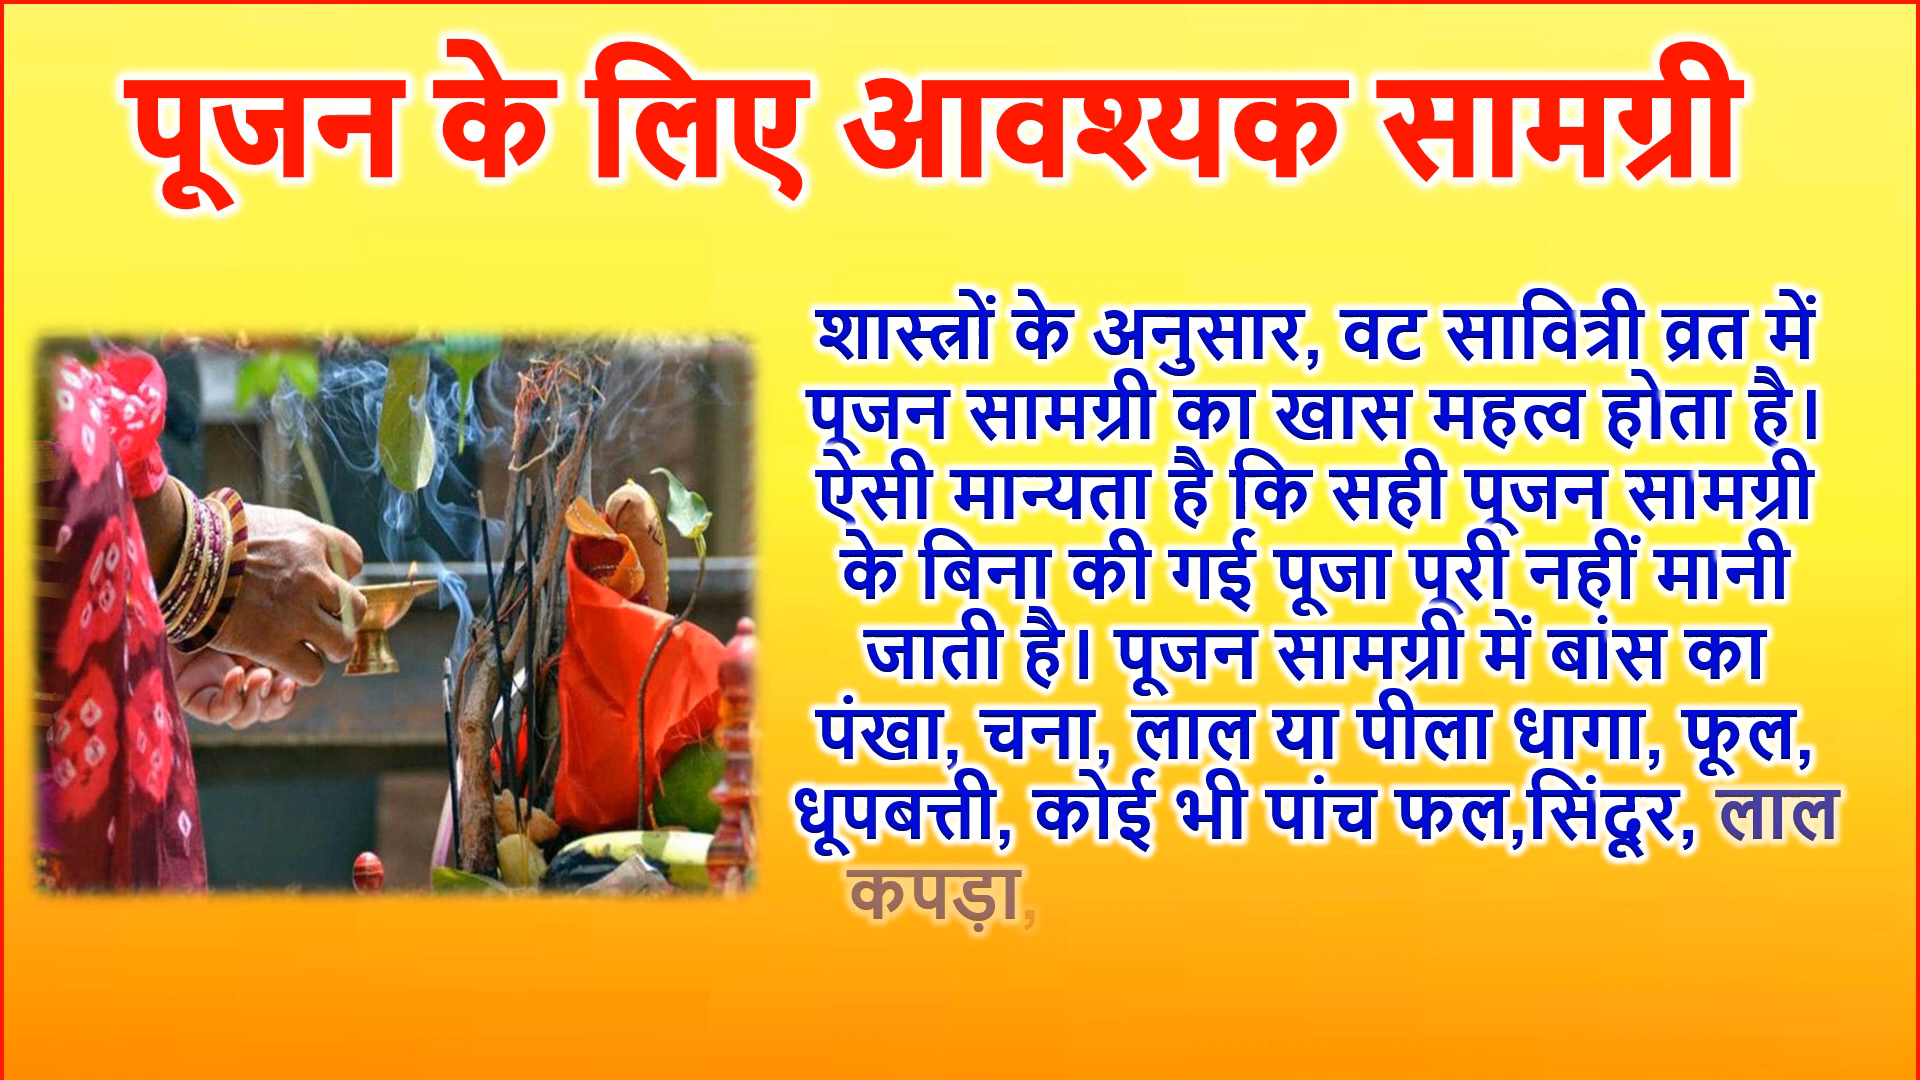 पूजन के लिए आवश्यक सामग्री
शास्त्रों के अनुसार, वट सावित्री व्रत में
पूजन सामग्री का खास महत्व होता है।
ऐसी मान्यता है कि सही पूजन सामग्री
के बिना की गई पूजा पूरी नहीं मानी
जाती है। पूजन सामग्री में बांस का
पंखा, चना, लाल या पीला धागा, फूल,
धूपबत्ती, कोई भी पांच फल,सिंदूर, लाल
कपड़ा,